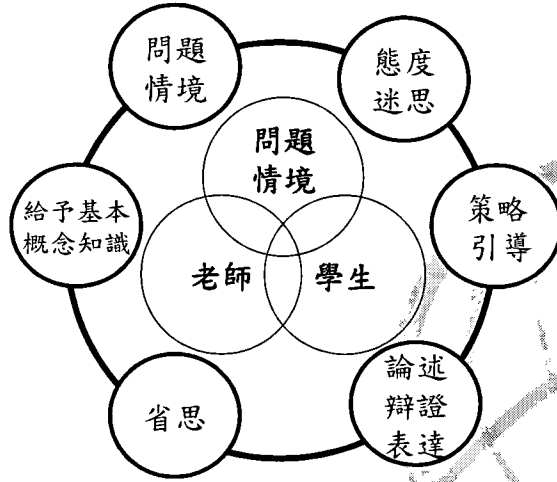 問題
情境
態度
迷思
問題
情境
給予基本
概念知識
策略
引導
老師
學生
省思
論述
辯證
表達